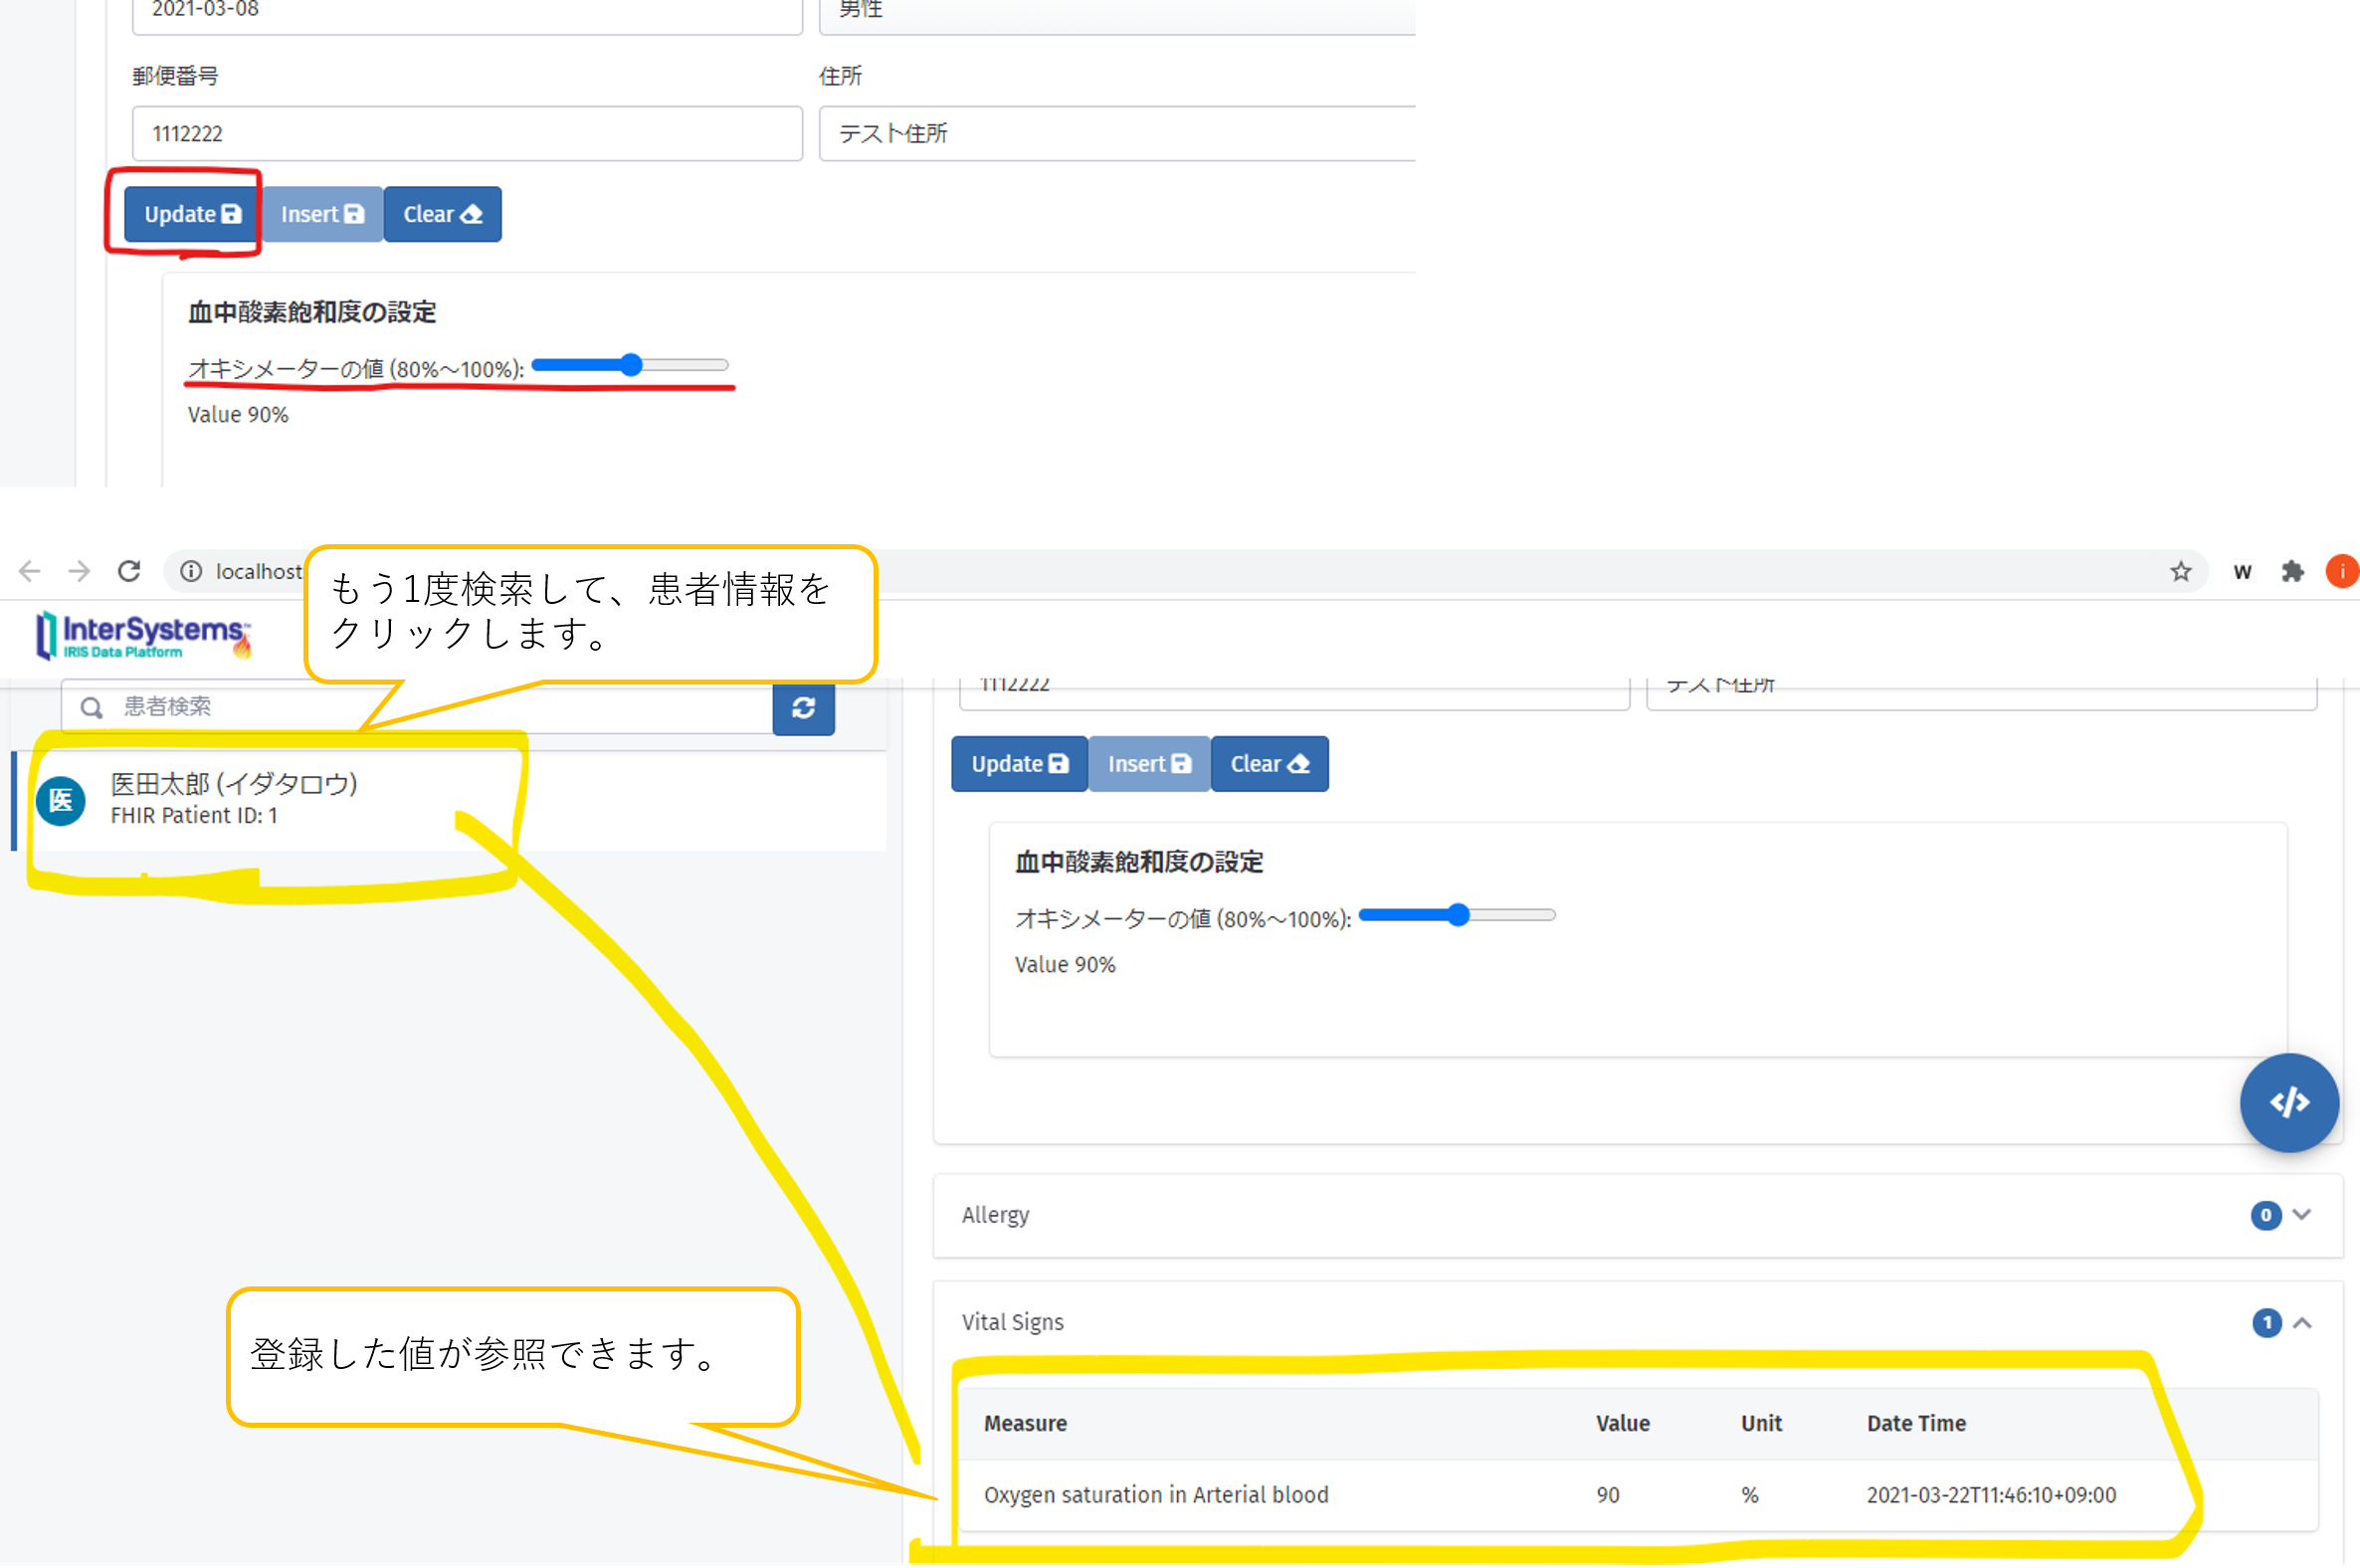 2021-03-08
男性
郵便番号
住所
1112222
テスト住所
Update
Insert
Clear
血中酸素飽和度の設定
オキシメーターの値 (80%～100%):
Value 90%
localhost
W
i
もう1度検索して、患者情報を
クリックします。
InterSystems
IRIS Data Platform
患者検索
1112222
テスト住所
医
医田太郎 (イダタロウ)
FHIR Patient ID: 1
Update
Insert
Clear
血中酸素飽和度の設定
オキシメーターの値 (80%～100%):
Value 90%
</>
Allergy
0
登録した値が参照できます。
Vital Signs
1
Measure
Value
Unit
Date Time
Oxygen saturation in Arterial blood
90
%
2021-03-22T11:46:10+09:00